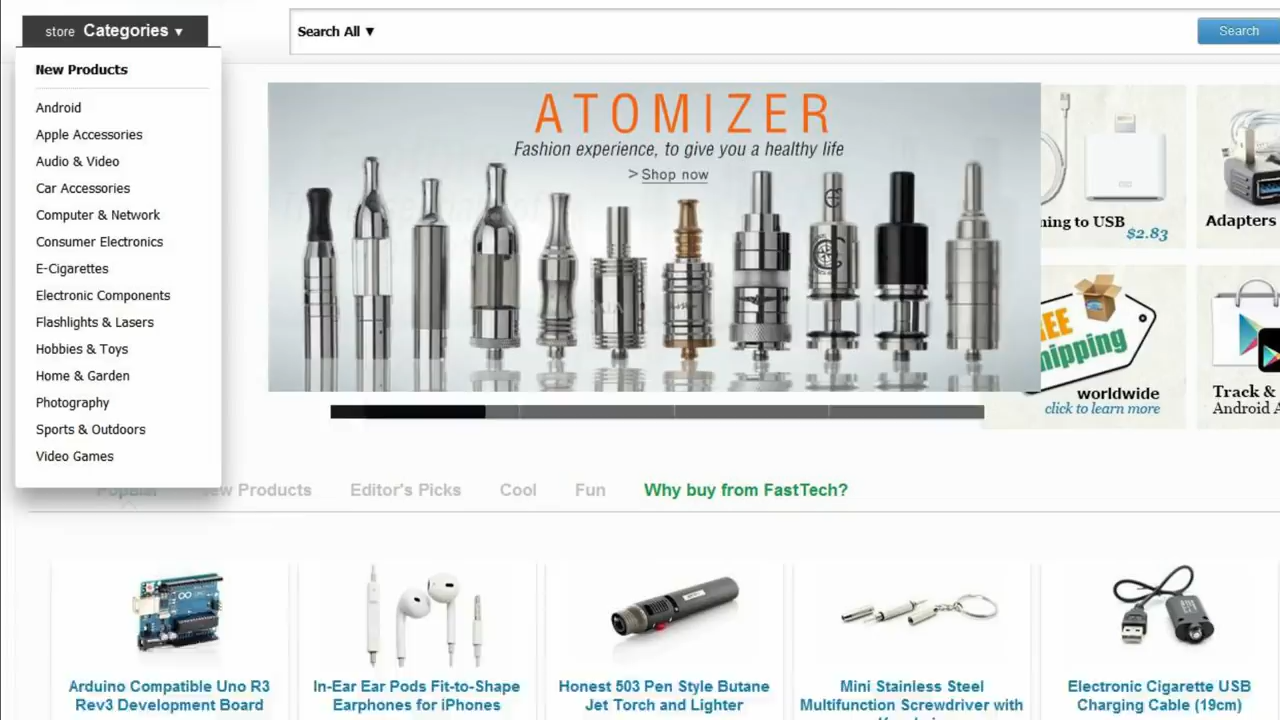 store Categories ▼
Search All ▼
Search
New Products
Android
Apple Accessories
Audio & Video
Car Accessories
Computer & Network
Consumer Electronics
E-Cigarettes
Electronic Components
Flashlights & Lasers
Hobbies & Toys
Home & Garden
Photography
Sports & Outdoors
Video Games
ATOMIZER
Fashion experience, to give you a healthy life
> Shop now
ning to USB
$2.83
Adapters
EE
hipping
worldwide
click to learn more
Track &
Android A
Popular
ew Products
Editor's Picks
Cool
Fun
Why buy from FastTech?
Arduino Compatible Uno R3
Rev3 Development Board
In-Ear Ear Pods Fit-to-Shape
Earphones for iPhones
Honest 503 Pen Style Butane
Jet Torch and Lighter
Mini Stainless Steel
Multifunction Screwdriver with
Electronic Cigarette USB
Charging Cable (19cm)